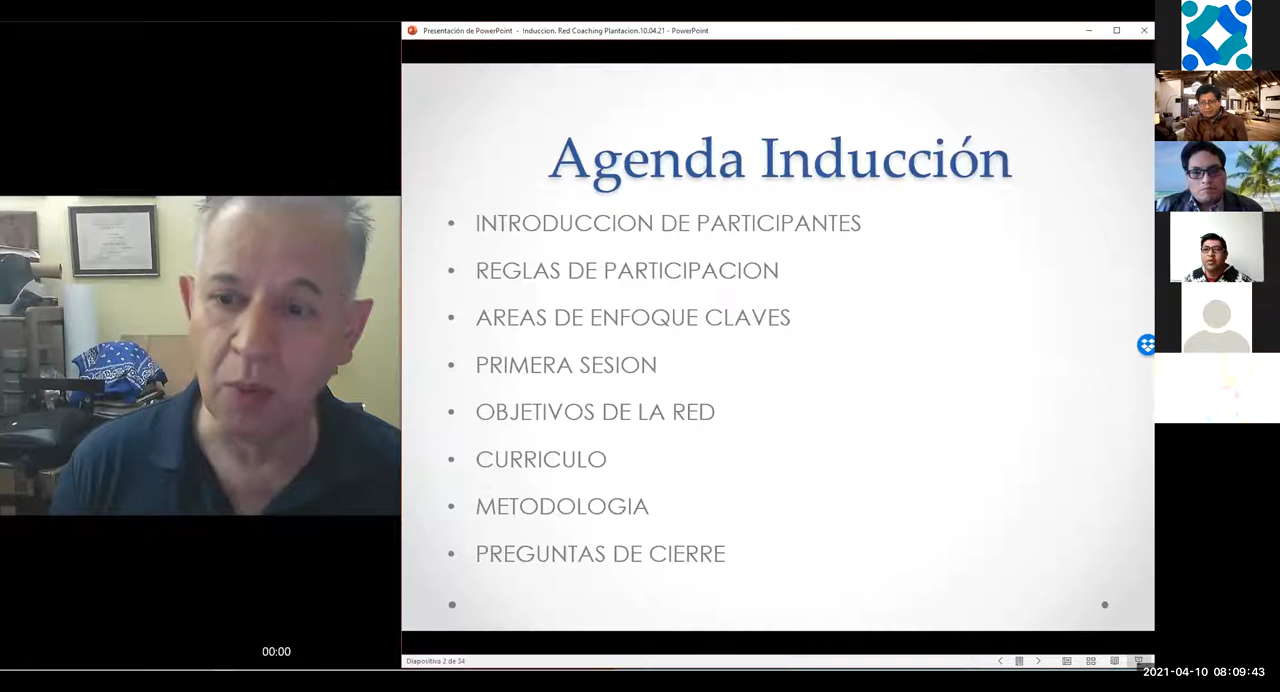 Presentación de PowerPoint - Induccion. Red Coaching Plantacion.10.04.21 - PowerPoint
Agenda Inducción
• INTRODUCCION DE PARTICIPANTES
• REGLAS DE PARTICIPACION
• AREAS DE ENFOQUE CLAVES
• PRIMERA SESION
• OBJETIVOS DE LA RED
• CURRICULO
• METODOLOGIA
• PREGUNTAS DE CIERRE
00:00
Diapositiva 2 de 34
2021-04-10 08:09:43